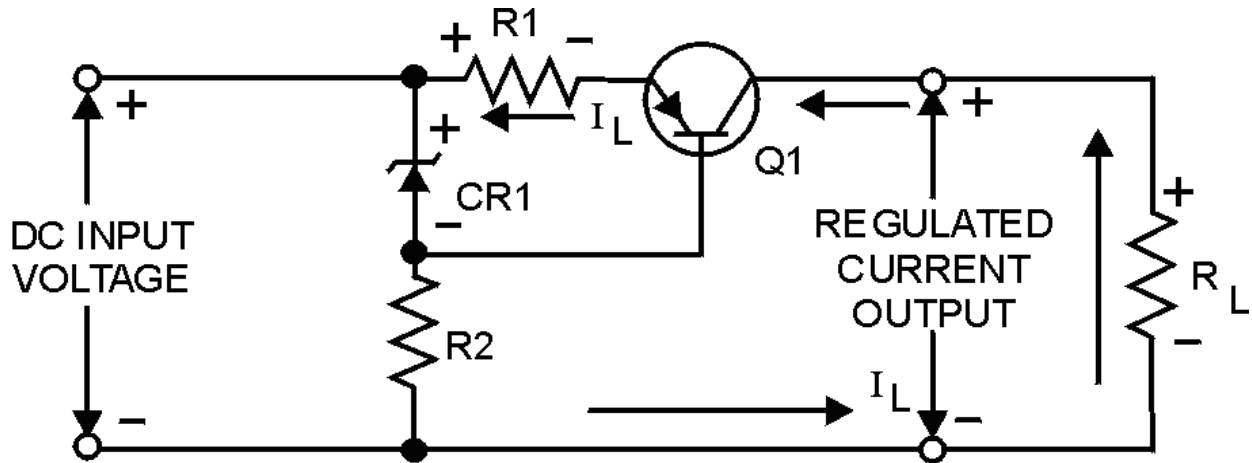 R1
+ −
+
+
I L
+
Q1
CR1
−
DC INPUT
VOLTAGE
REGULATED
CURRENT
OUTPUT
+
R L
−
R2
I L
−
−